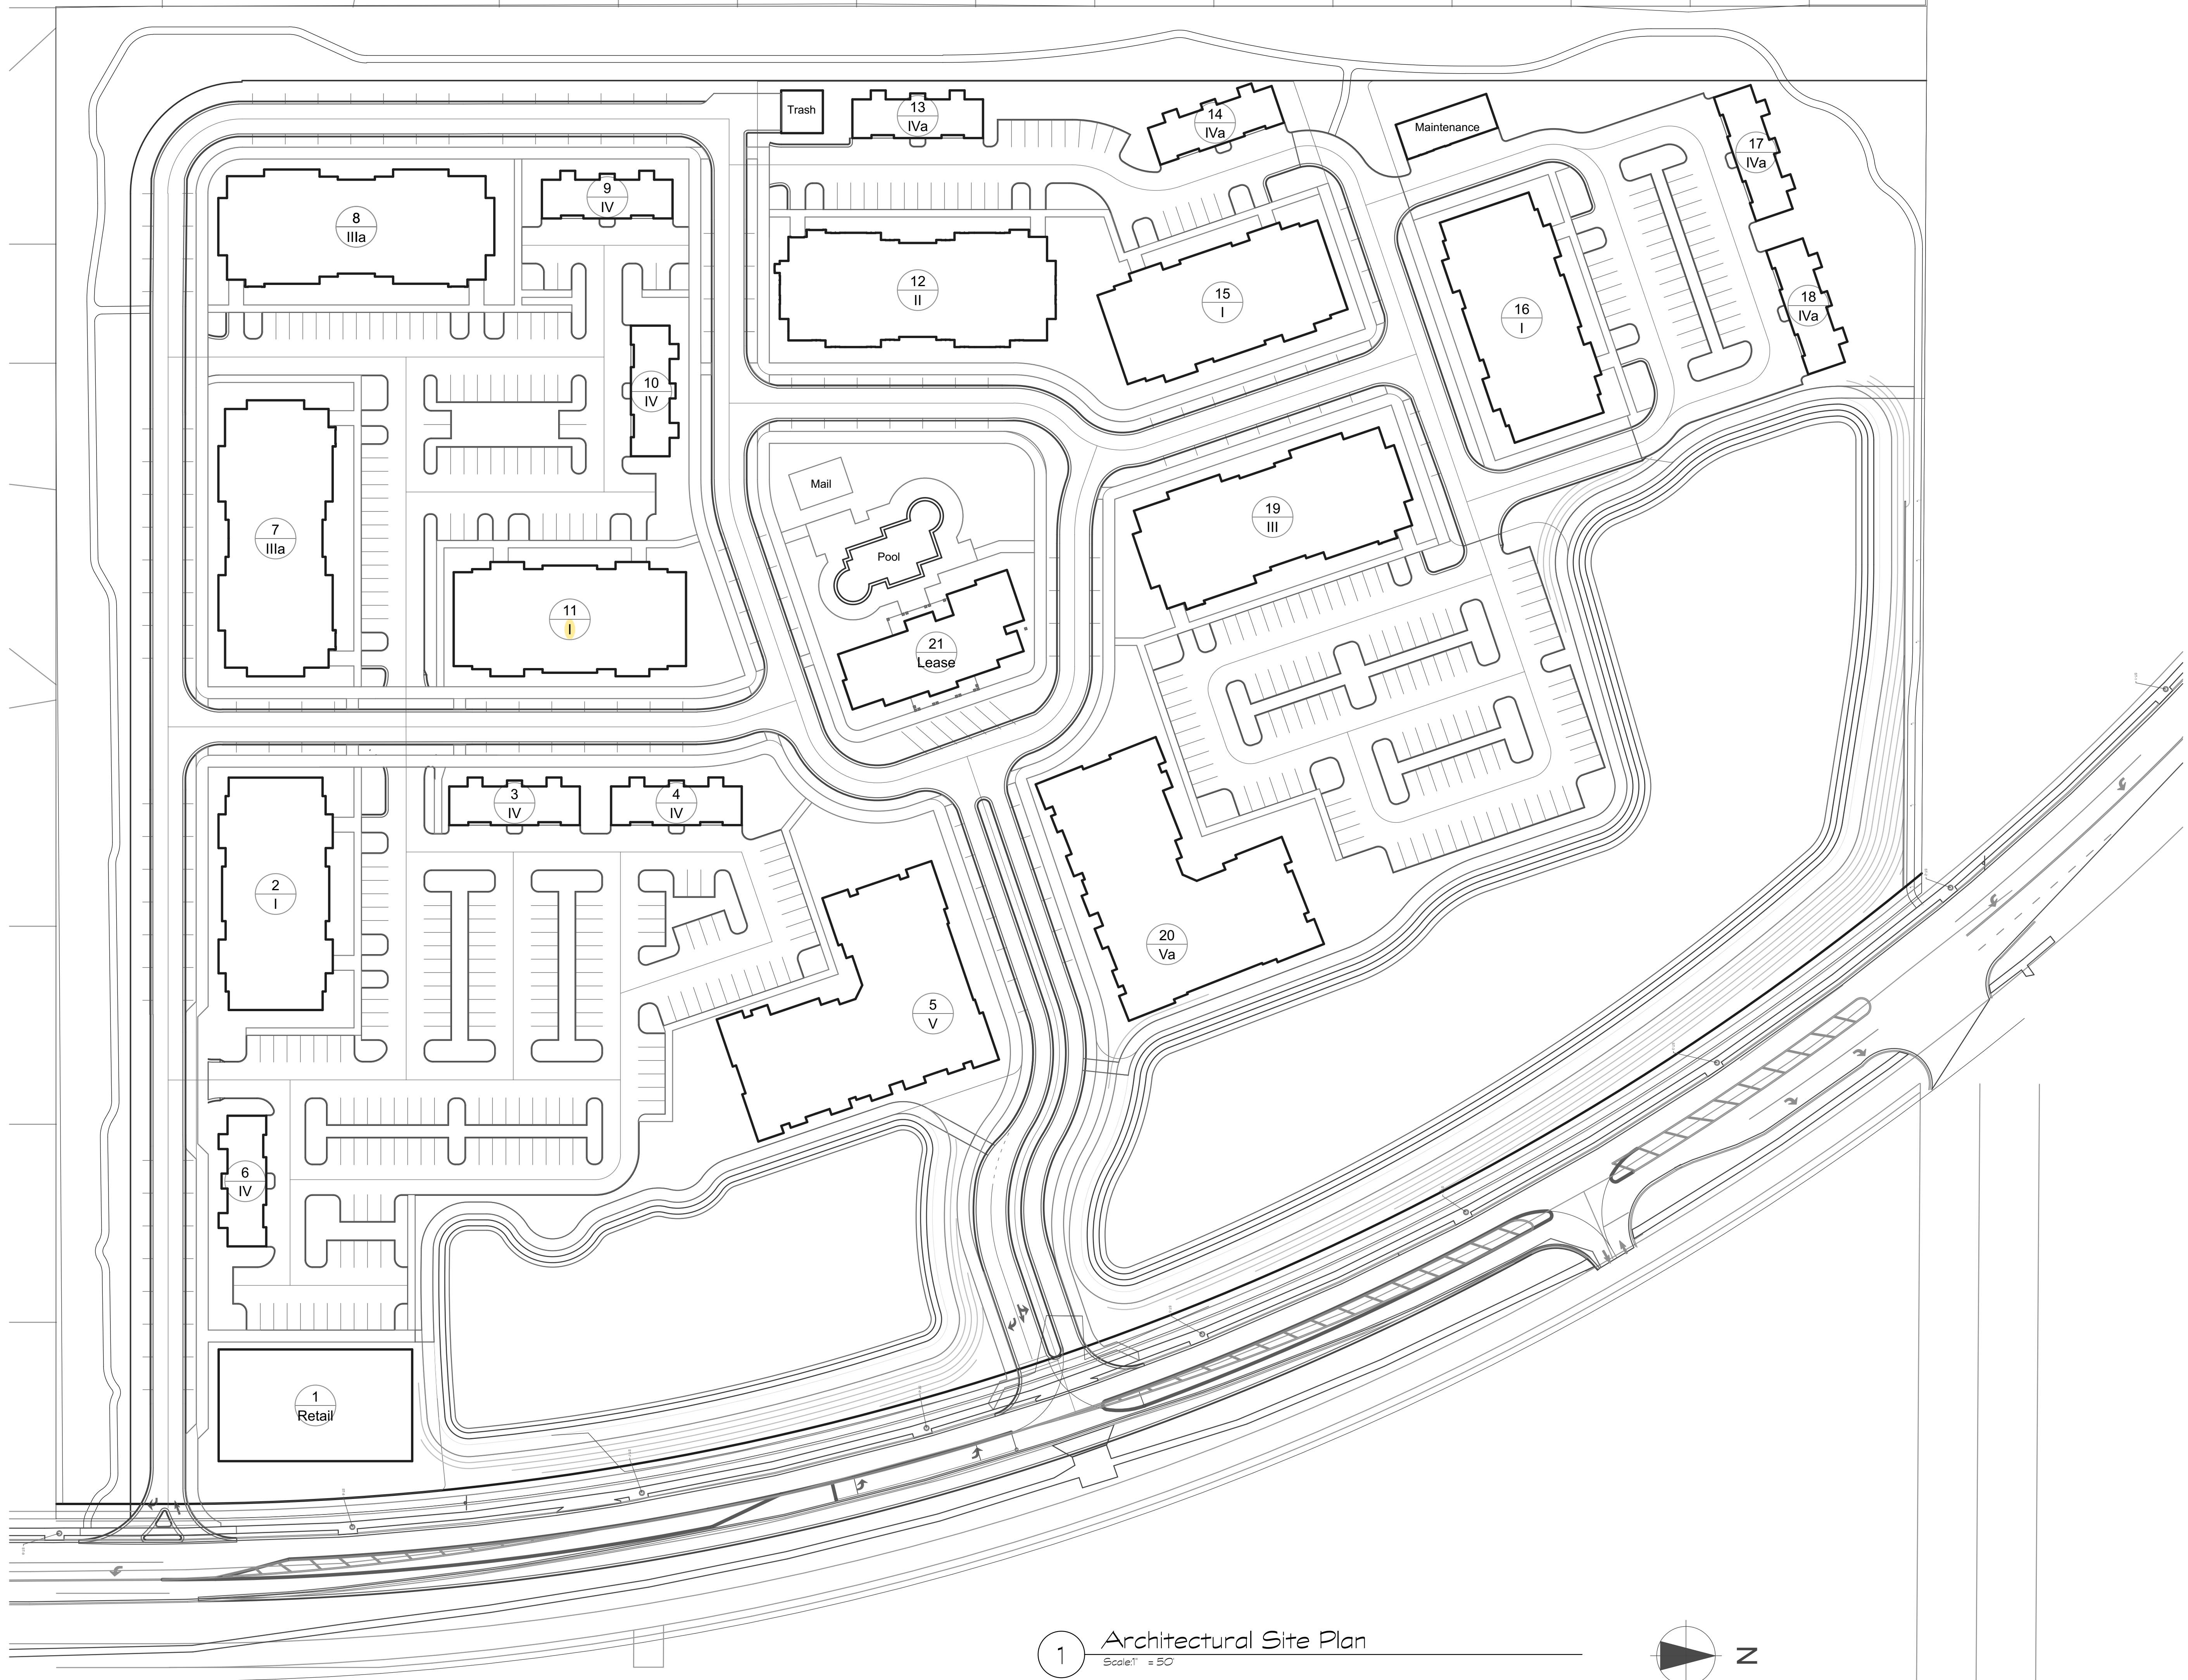 Trash
13
IVa
14
IVa
Maintenance
17
IVa
8
IIIa
9
IV
12
II
15
I
16
I
18
IVa
10
IV
7
IIIa
Mail
Pool
19
III
11
I
21
Lease
3
IV
4
IV
2
I
20
Va
5
V
6
IV
1
Retail
1
Architectural Site Plan
Scale:1" = 50'
N